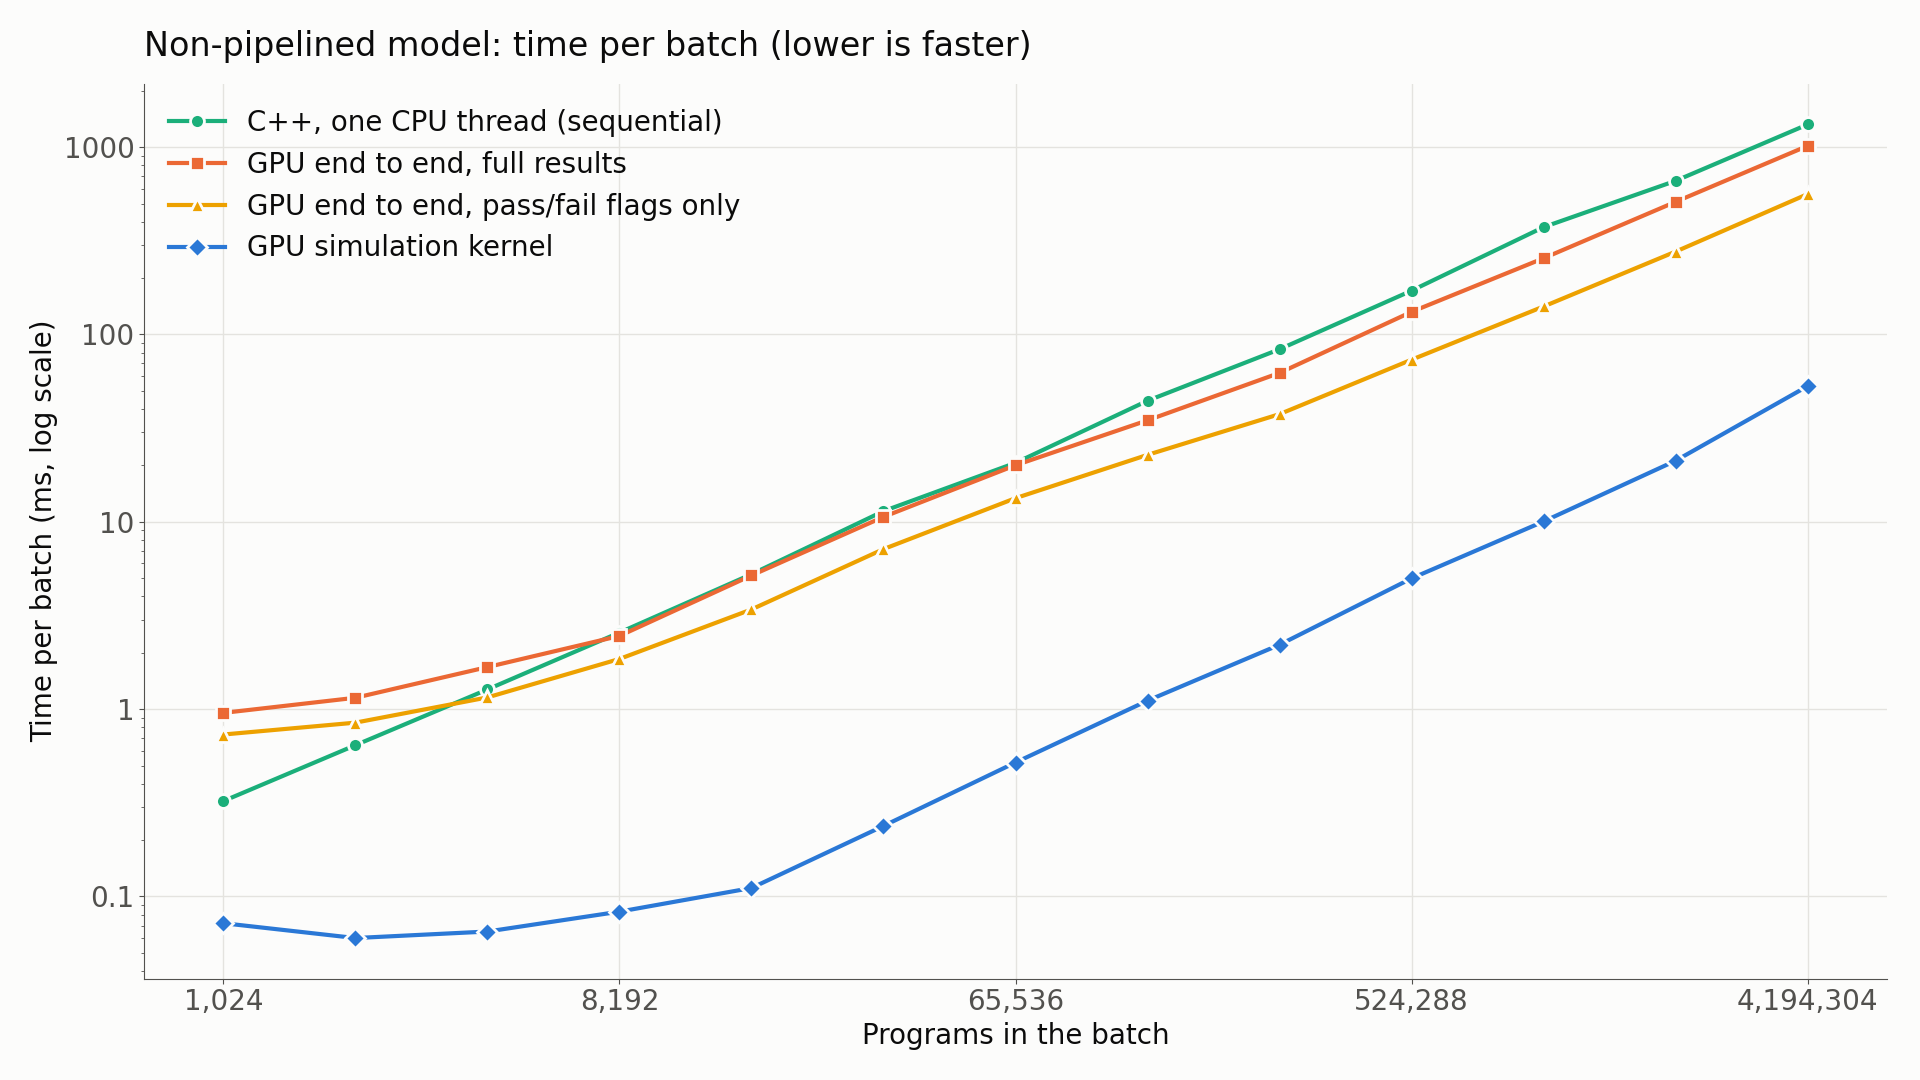 Non-pipelined model: time per batch (lower is faster)
C++, one CPU thread (sequential)
GPU end to end, full results
GPU end to end, pass/fail flags only
GPU simulation kernel
Time per batch (ms, log scale)
1000
100
10
1
0.1
1,024
8,192
65,536
524,288
4,194,304
Programs in the batch